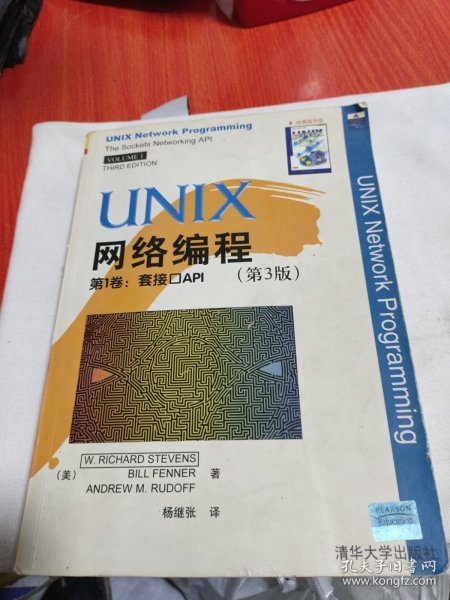 UNIX Network Programming
The Sockets Networking API
VOLUME 1
THIRD EDITION
UNIX
网络编程
第1卷：套接口API
（第3版）
UNIX Network Programming
W. RICHARD STEVENS
（美） BILL FENNER 著
ANDREW M. RUDOFF
杨继张 译
PEARSON
Education
清华大学出版社
孔夫子旧书网
www.kongfz.com